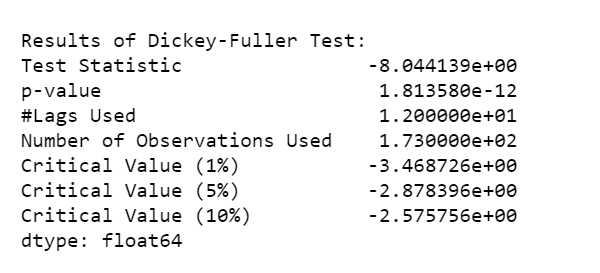 Results of Dickey-Fuller Test:
Test Statistic -8.044139e+00
p-value 1.813580e-12
#Lags Used 1.200000e+01
Number of Observations Used 1.730000e+02
Critical Value (1%) -3.468726e+00
Critical Value (5%) -2.878396e+00
Critical Value (10%) -2.575756e+00
dtype: float64